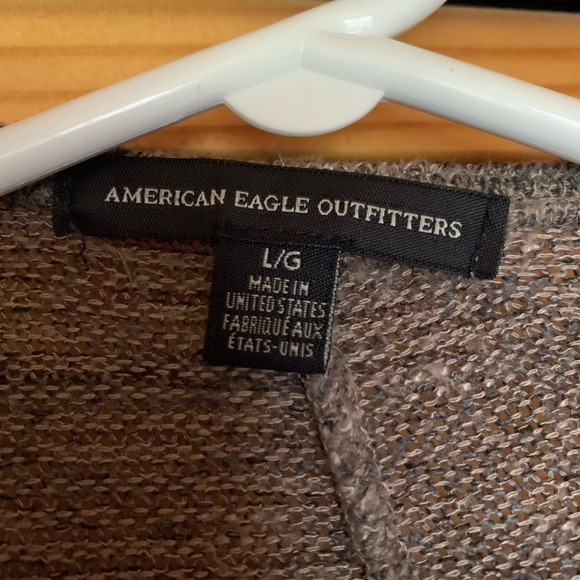 AMERICAN EAGLE OUTFITTERS
L/G
MADE IN
UNITED STATES
FABRIQUÉ AUX
ÉTATS-UNIS